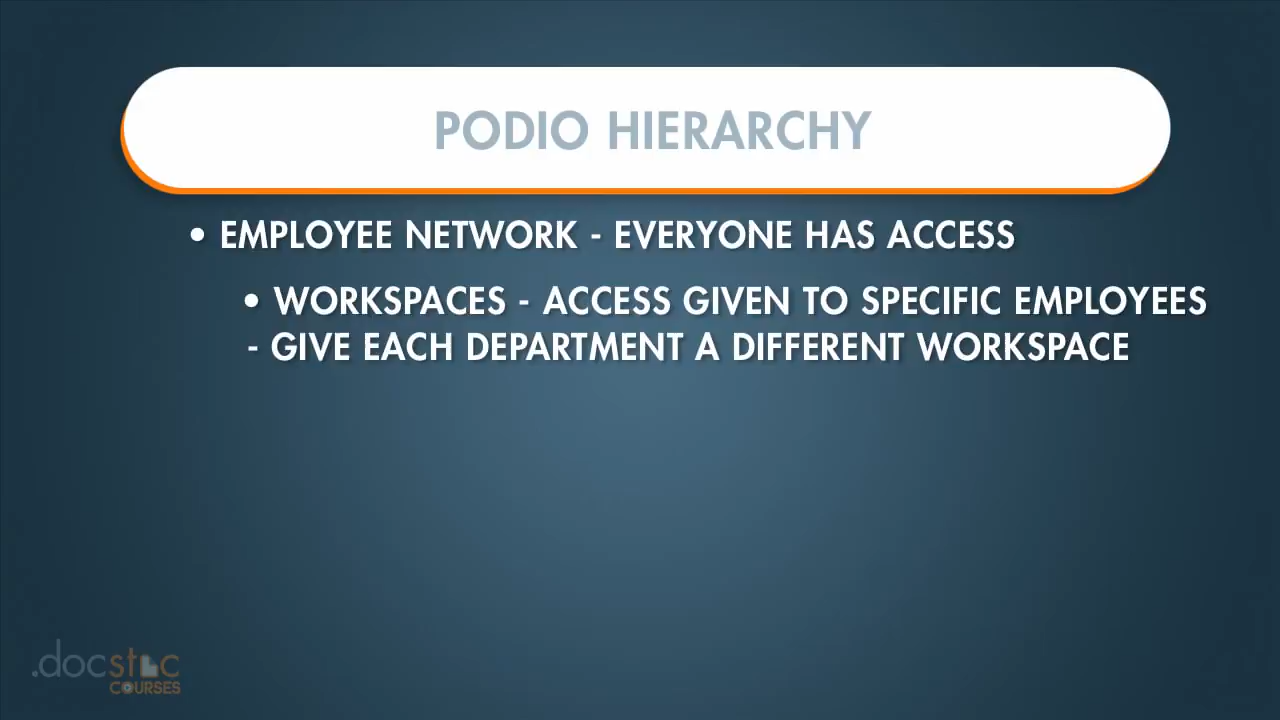 PODIO HIERARCHY
• EMPLOYEE NETWORK - EVERYONE HAS ACCESS
• WORKSPACES - ACCESS GIVEN TO SPECIFIC EMPLOYEES
- GIVE EACH DEPARTMENT A DIFFERENT WORKSPACE
.docstoc
COURSES